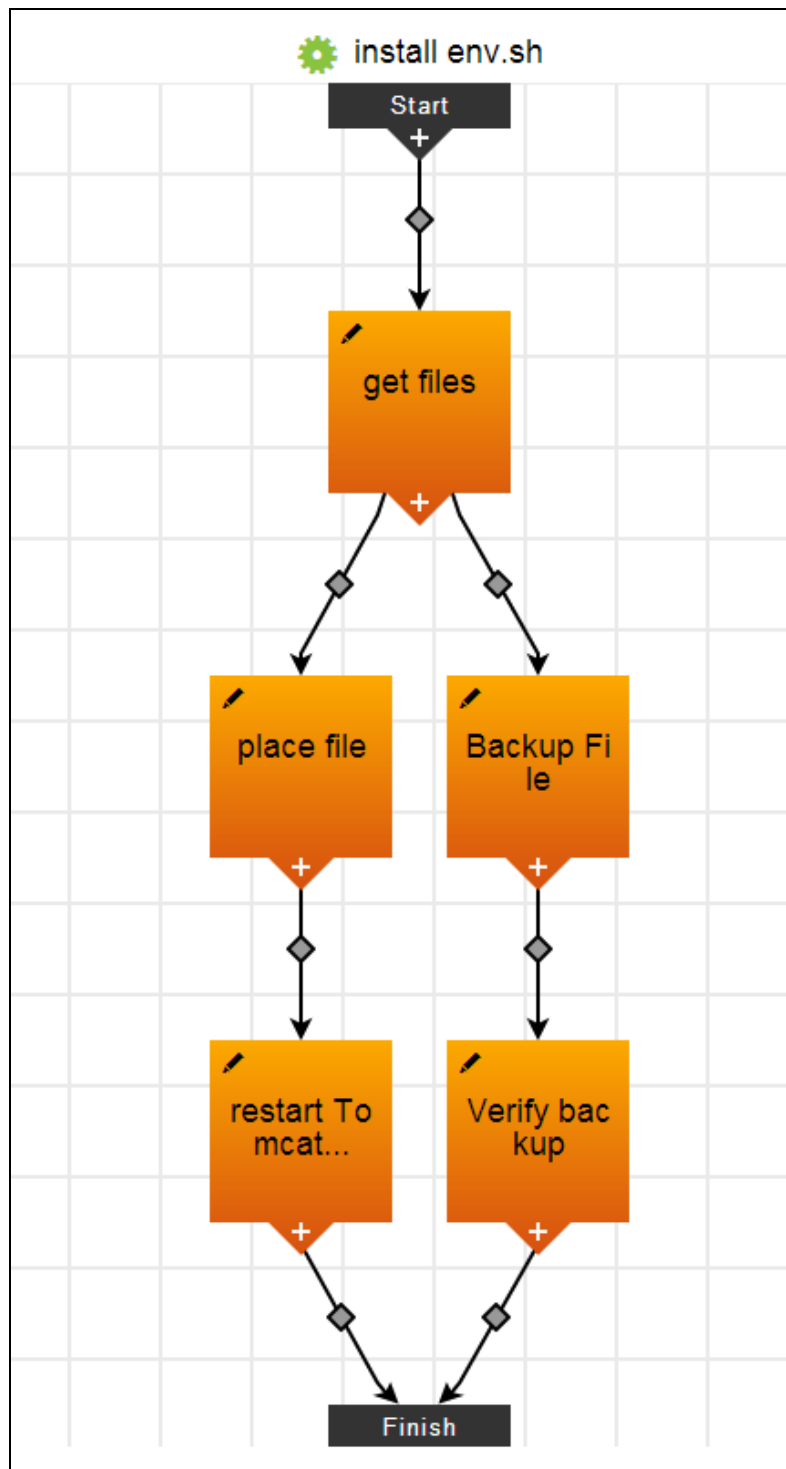 install env.sh
Start
get files
place file
Backup Fi
le
restart To
mcat...
Verify bac
kup
Finish